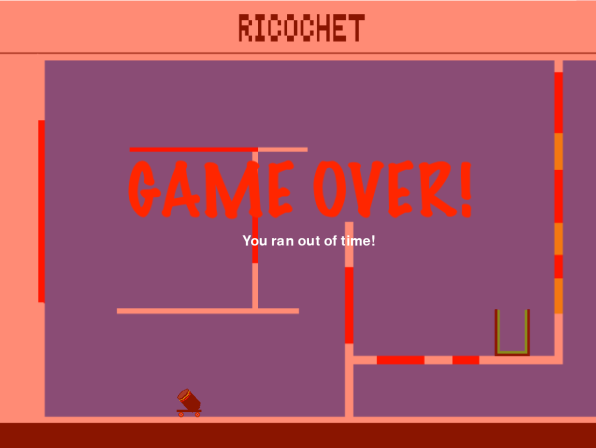 RICOCHET
GAME OVER!
You ran out of time!